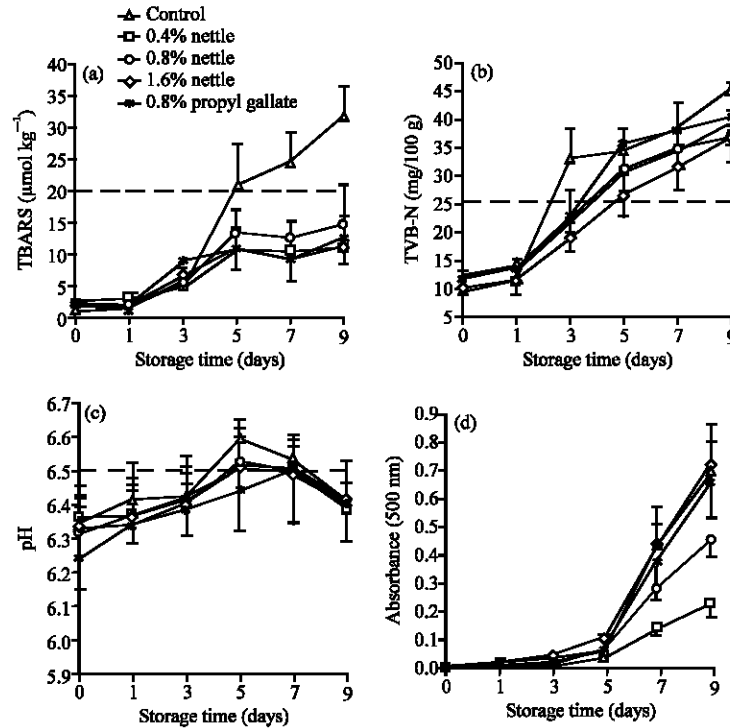 Control
0.4% nettle
0.8% nettle
1.6% nettle
0.8% propyl gallate
(a)
40
35
30
25
20
15
10
5
0
TBARS (µmol kg⁻¹)
0 1 3 5 7 9
Storage time (days)
(b)
50
45
40
35
30
25
20
15
10
5
TVB-N (mg/100 g)
0 1 3 5 7 9
Storage time (days)
(c)
6.7
6.6
6.5
6.4
6.3
6.2
6.1
6.0
5.9
pH
0 1 3 5 7 9
Storage time (days)
(d)
0.9
0.8
0.7
0.6
0.5
0.4
0.3
0.2
0.1
0.0
Absorbance (500 nm)
0 1 3 5 7 9
Storage time (days)